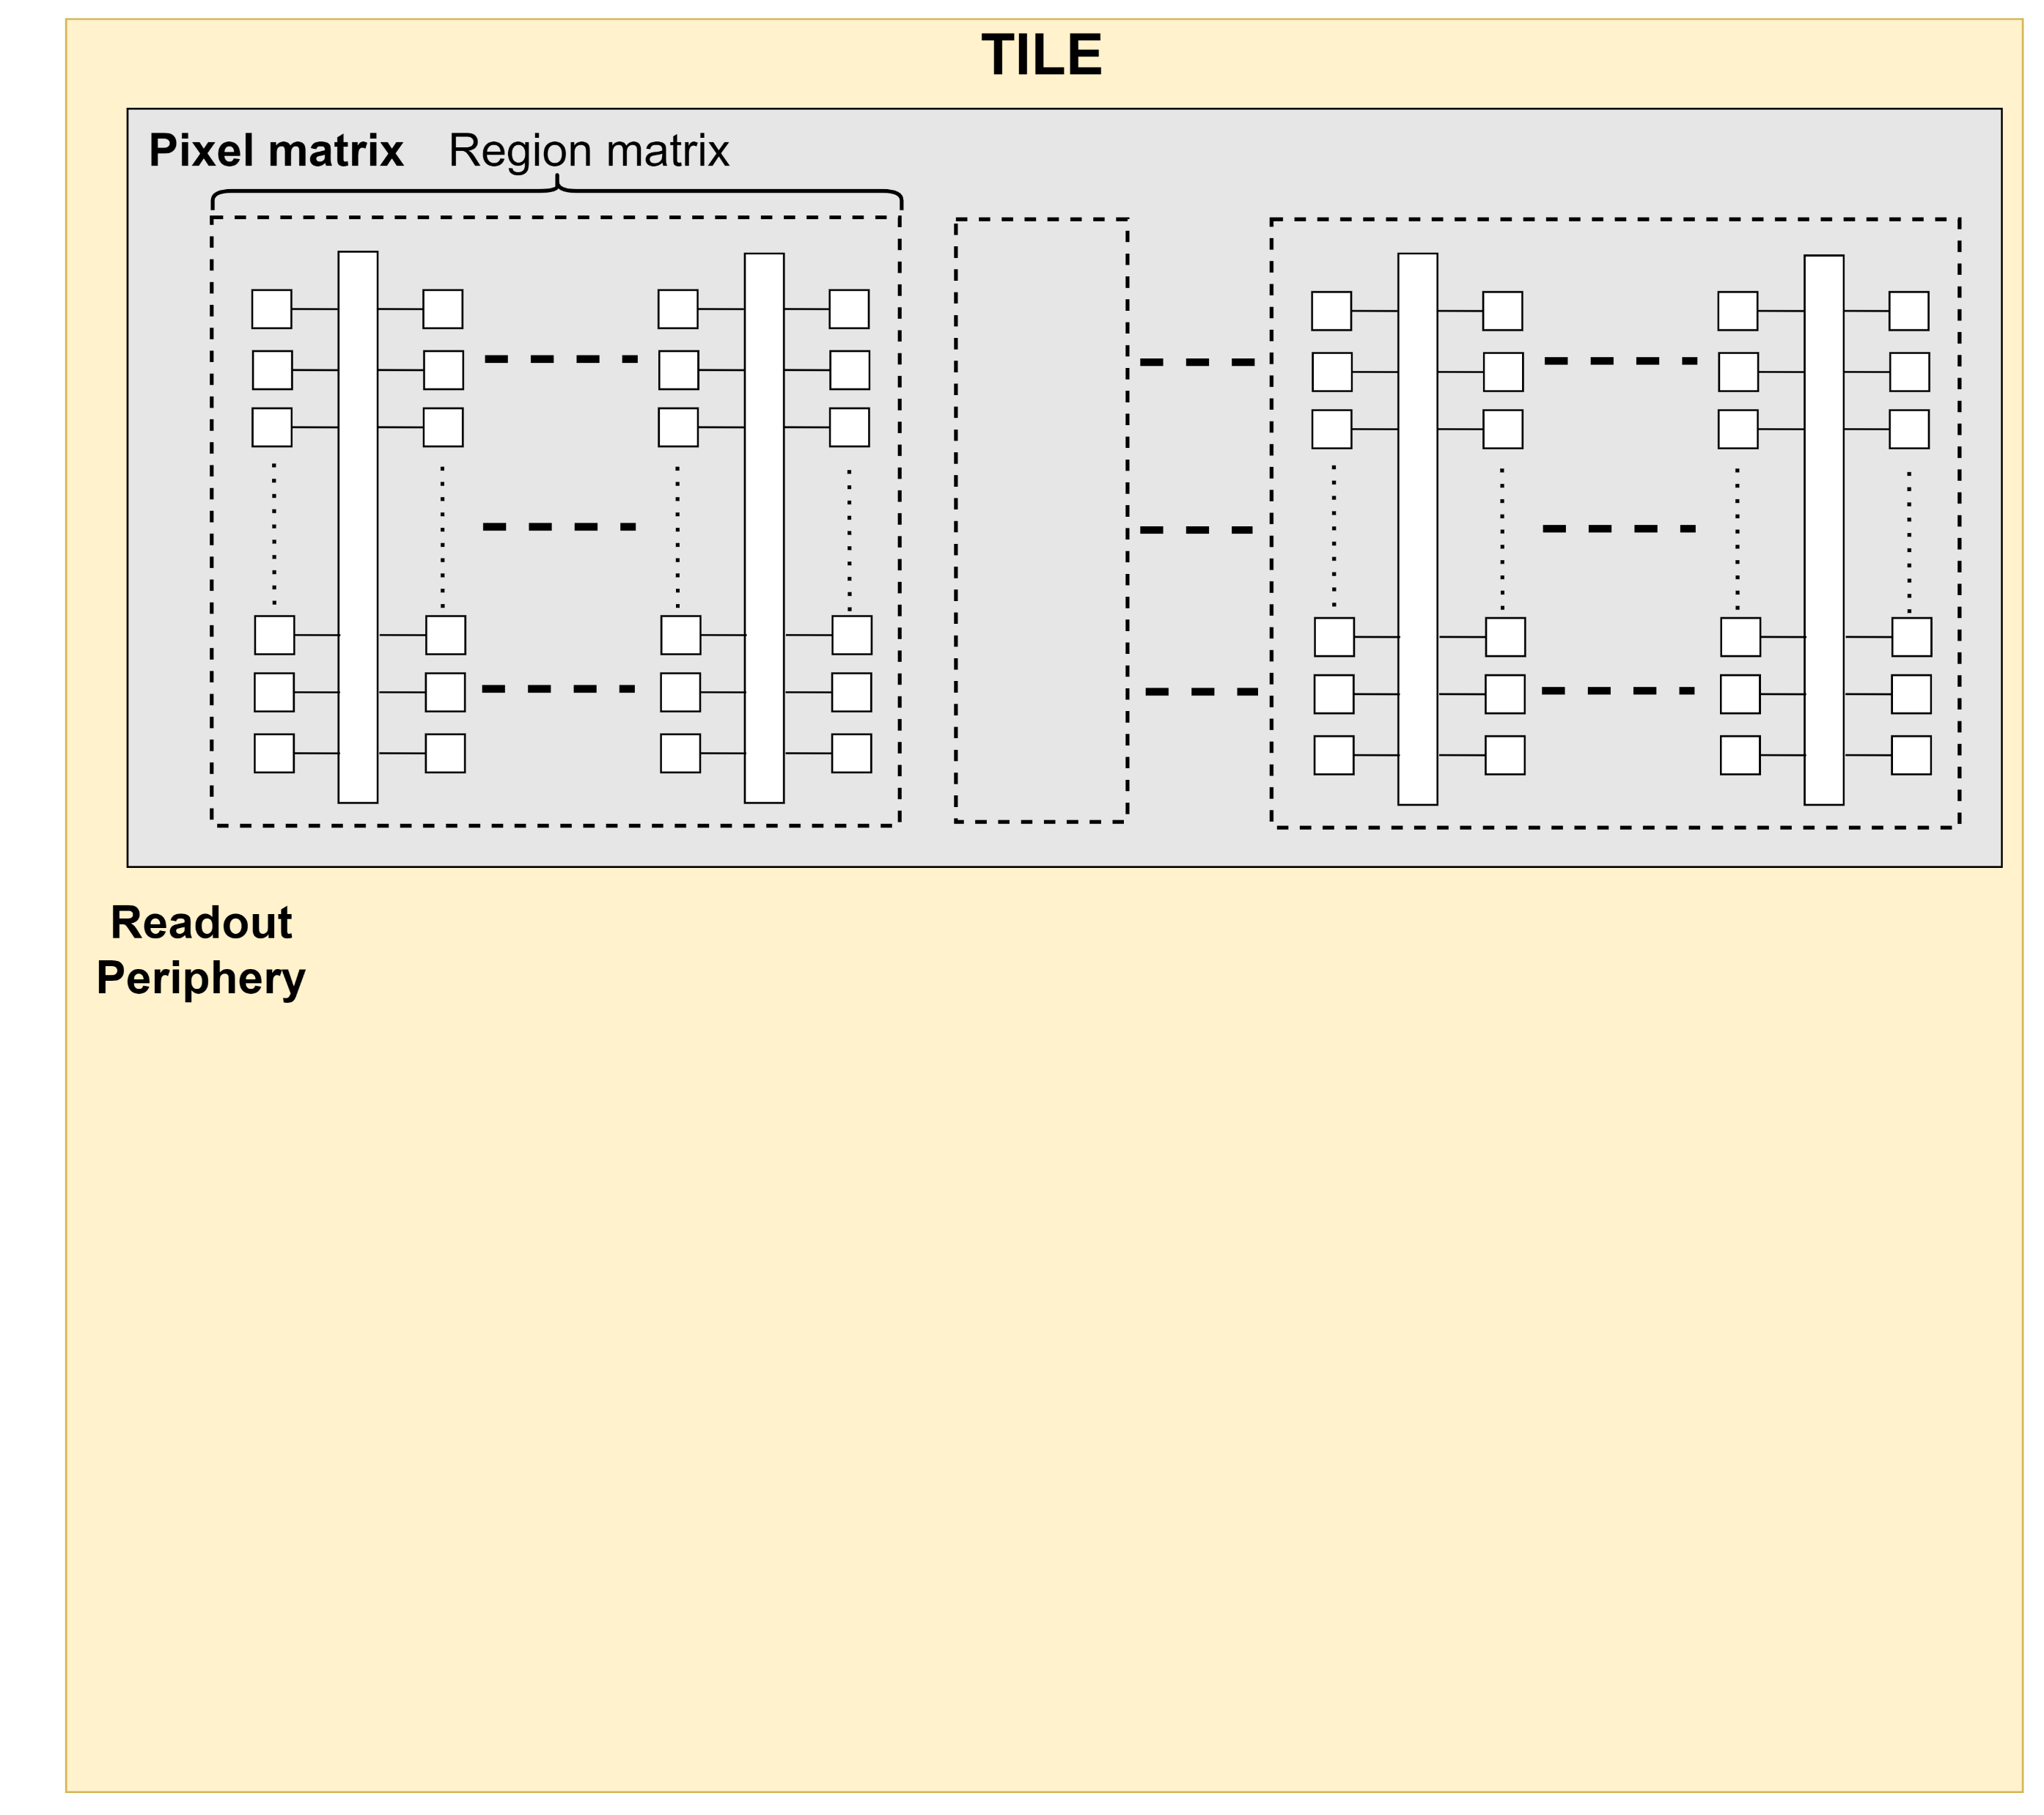 TILE
Pixel matrix Region matrix
Readout
Periphery